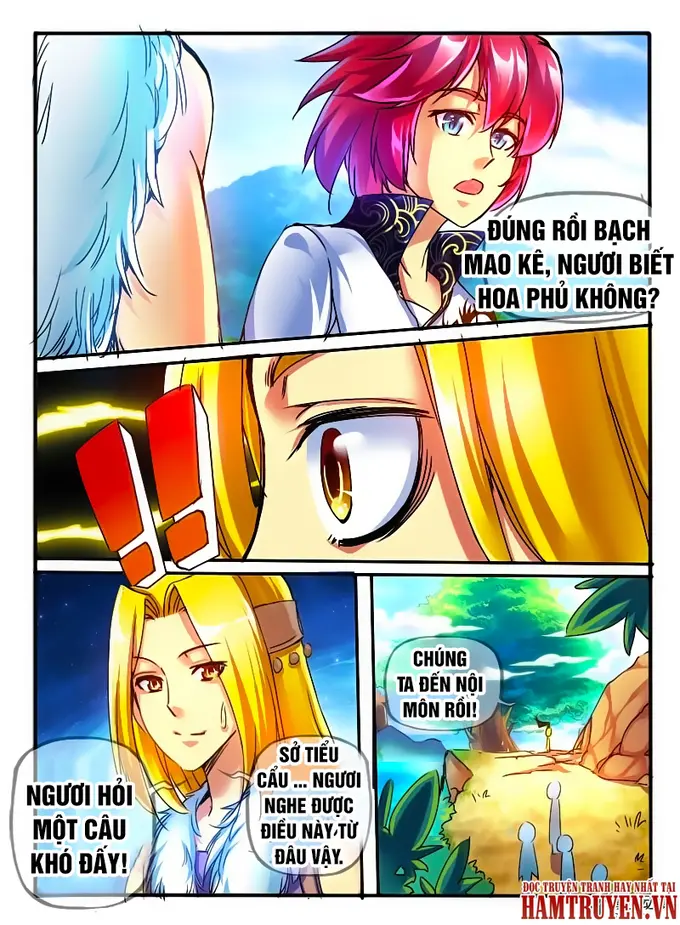 ĐÚNG RỒI BẠCH
MAO KÊ, NGƯƠI BIẾT
HOA PHỦ KHÔNG?
!!
CHÚNG
TA ĐẾN NỘI
MÔN RỒI!
SỞ TIỂU
CẨU ... NGƯƠI
NGHE ĐƯỢC
ĐIỀU NÀY TỪ
ĐÂU VẬY.
NGƯƠI HỎI
MỘT CÂU
KHÓ ĐẤY!
ĐỌC TRUYỆN TRANH HAY NHẤT TẠI
HAMTRUYEN.VN